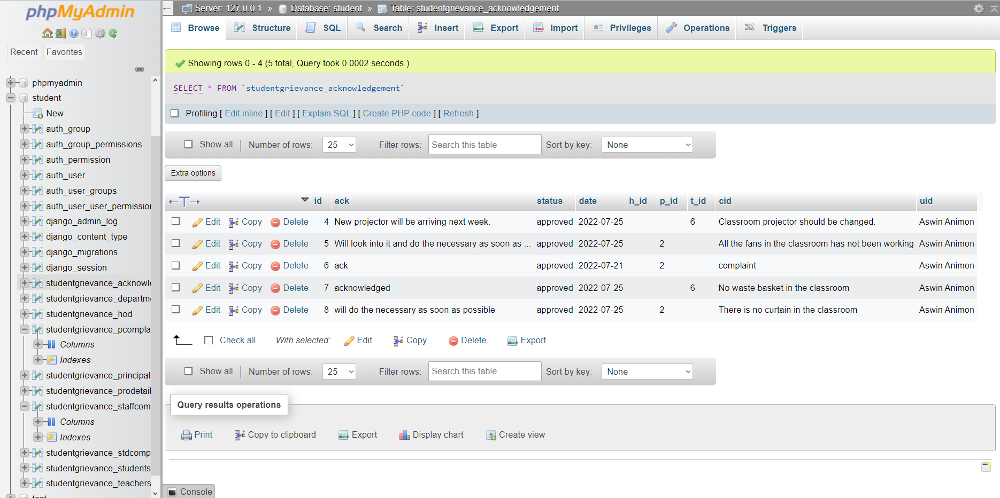 phpMyAdmin
Recent Favorites
phpmyadmin
student
New
auth_group
auth_group_permissions
auth_permission
auth_user
auth_user_groups
auth_user_user_permission
django_admin_log
django_content_type
django_migrations
django_session
studentgrievance_acknowle
studentgrievance_departme
studentgrievance_hod
studentgrievance_pcompla
Columns
Indexes
studentgrievance_principal
studentgrievance_prodetail
studentgrievance_staffcom
Columns
Indexes
studentgrievance_stdcomp
studentgrievance_students
studentgrievance_teachers
Server: 127.0.0.1 » Database: student » Table: studentgrievance_acknowledgement
Browse Structure SQL Search Insert Export Import Privileges Operations Triggers
Showing rows 0 - 4 (5 total, Query took 0.0002 seconds.)
SELECT * FROM `studentgrievance_acknowledgement`
Profiling [ Edit inline ] [ Edit ] [ Explain SQL ] [ Create PHP code ] [ Refresh ]
Show all Number of rows: 25 Filter rows: Search this table Sort by key: None
Extra options
id ack status date h_id p_id t_id cid uid
Edit Copy Delete 4 New projector will be arriving next week. approved 2022-07-25 6 Classroom projector should be changed. Aswin Animon
Edit Copy Delete 5 Will look into it and do the necessary as soon as ... approved 2022-07-25 2 All the fans in the classroom has not been working Aswin Animon
Edit Copy Delete 6 ack approved 2022-07-21 2 complaint Aswin Animon
Edit Copy Delete 7 acknowledged approved 2022-07-25 6 No waste basket in the classroom Aswin Animon
Edit Copy Delete 8 will do the necessary as soon as possible approved 2022-07-25 2 There is no curtain in the classroom Aswin Animon
Check all With selected: Edit Copy Delete Export
Show all Number of rows: 25 Filter rows: Search this table Sort by key: None
Query results operations
Print Copy to clipboard Export Display chart Create view
Console